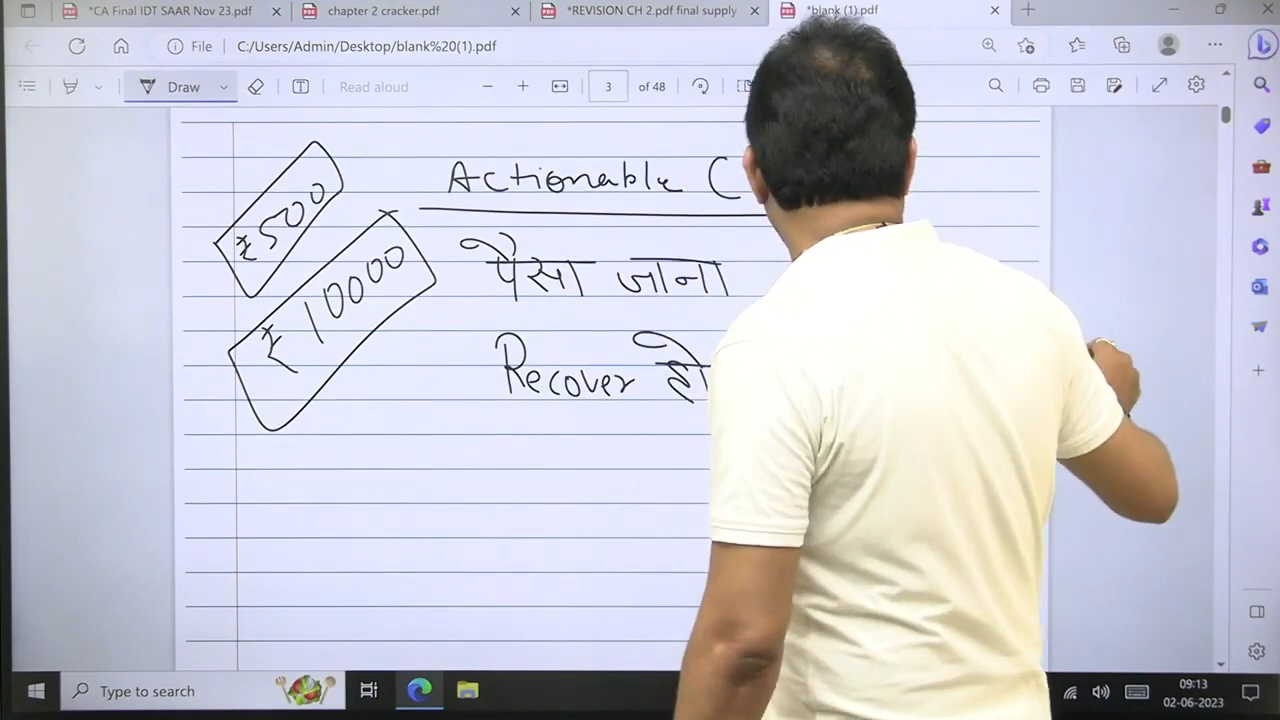 *CA Final IDT SAAR Nov 23.pdf
chapter 2 cracker.pdf
*REVISION CH 2.pdf final supply
*blank (1).pdf
File
C:/Users/Admin/Desktop/blank%20(1).pdf
Draw
Read aloud
3
of 48
Actionable C
₹500
पैसा जाना
₹10000
Recover हो
Type to search
09:13
02-06-2023